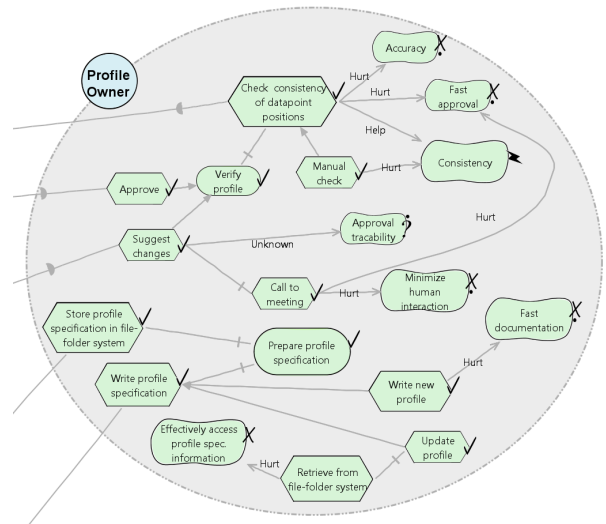 Accuracy
Hurt
Profile
Owner
Check consistency
of datapoint
positions
Hurt
Fast
approval
Help
Manual
check
Hurt
Consistency
Verify
profile
Approve
Suggest
changes
Unknown
Approval
tracability
Hurt
Call to
meeting
Hurt
Minimize
human
interaction
Store profile
specification in file-
folder system
Prepare profile
specification
Fast
documentation
Hurt
Write profile
specification
Write new
profile
Effectively access
profile spec.
information
Update
profile
Hurt
Retrieve from
file-folder system